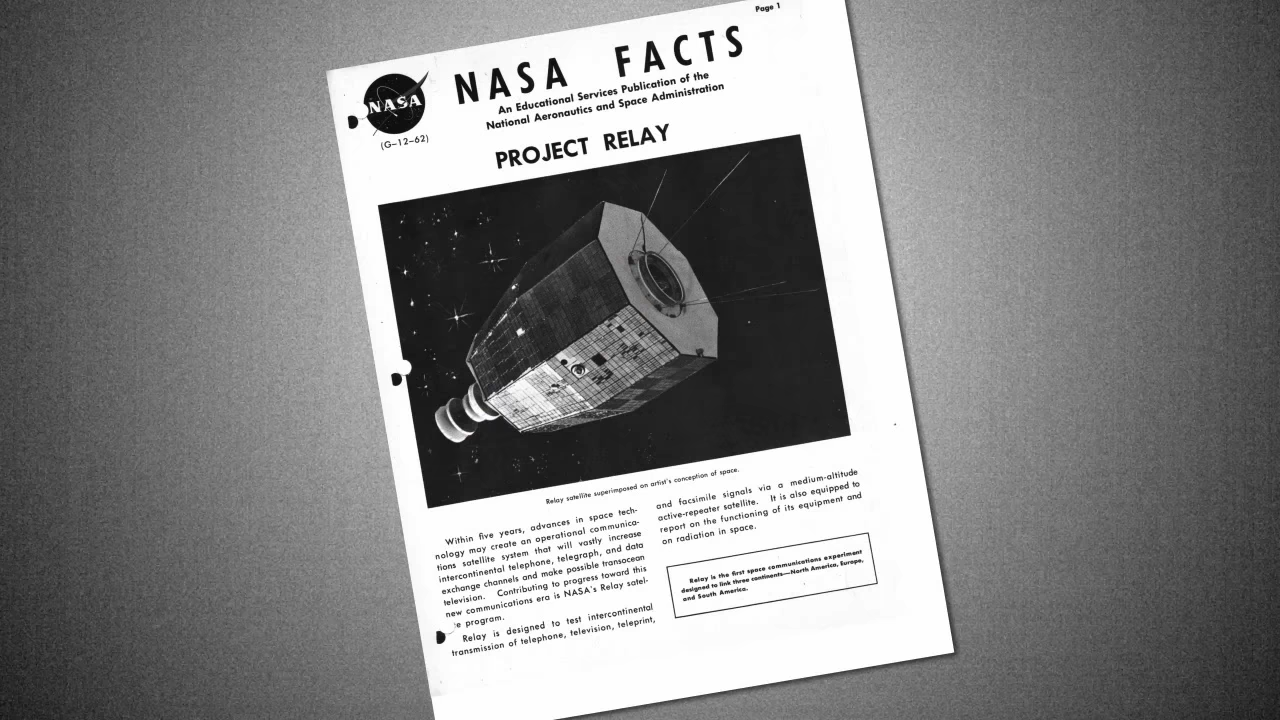 Page 1
NASA
NASA FACTS
An Educational Services Publication of the
National Aeronautics and Space Administration
(G–12–62)
PROJECT RELAY
Relay satellite superimposed on artist's conception of space.
Within five years, advances in space tech-
nology may create an operational communica-
tions satellite system that will vastly increase
intercontinental telephone, telegraph, and data
exchange channels and make possible transocean
television. Contributing to progress toward this
new communications era is NASA's Relay satel-
te program.
Relay is designed to test intercontinental
transmission of telephone, television, teleprint,
and facsimile signals via a medium-altitude
active-repeater satellite. It is also equipped to
report on the functioning of its equipment and
on radiation in space.
Relay is the first space communications experiment
designed to link three continents—North America, Europe,
and South America.